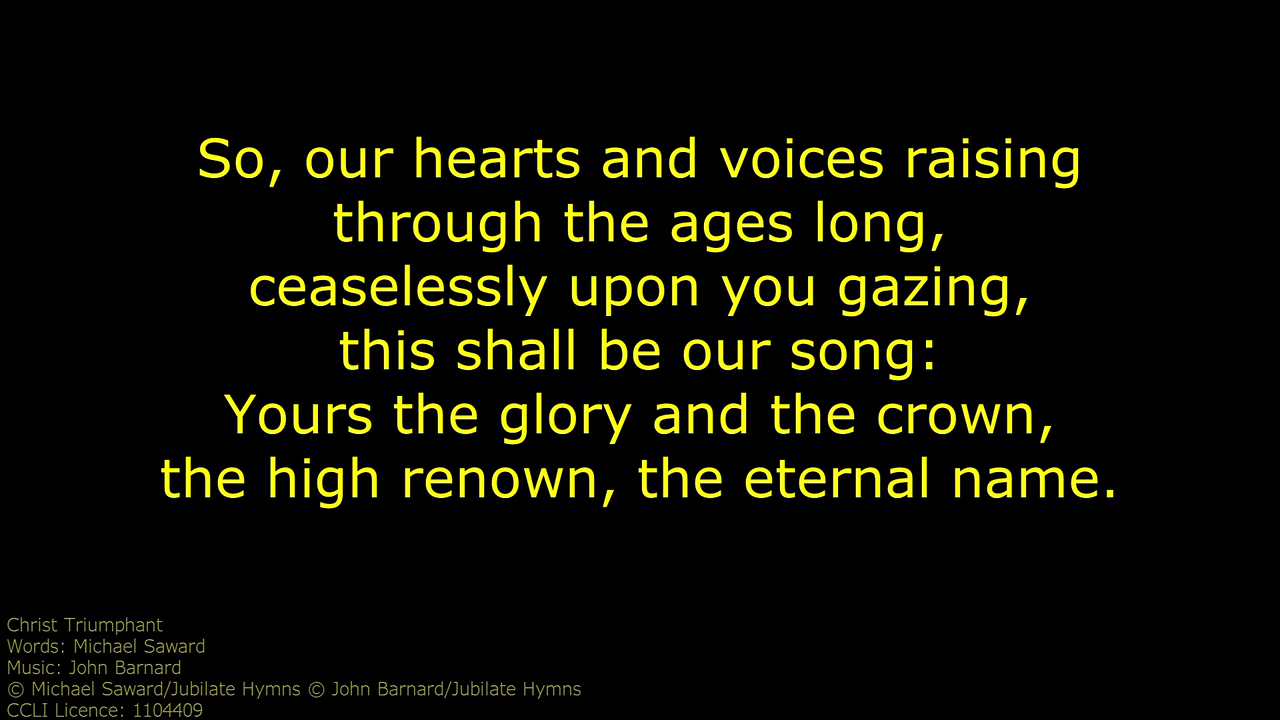 So, our hearts and voices raising
through the ages long,
ceaselessly upon you gazing,
this shall be our song:
Yours the glory and the crown,
the high renown, the eternal name.
Christ Triumphant
Words: Michael Saward
Music: John Barnard
© Michael Saward/Jubilate Hymns © John Barnard/Jubilate Hymns
CCLI Licence: 1104409